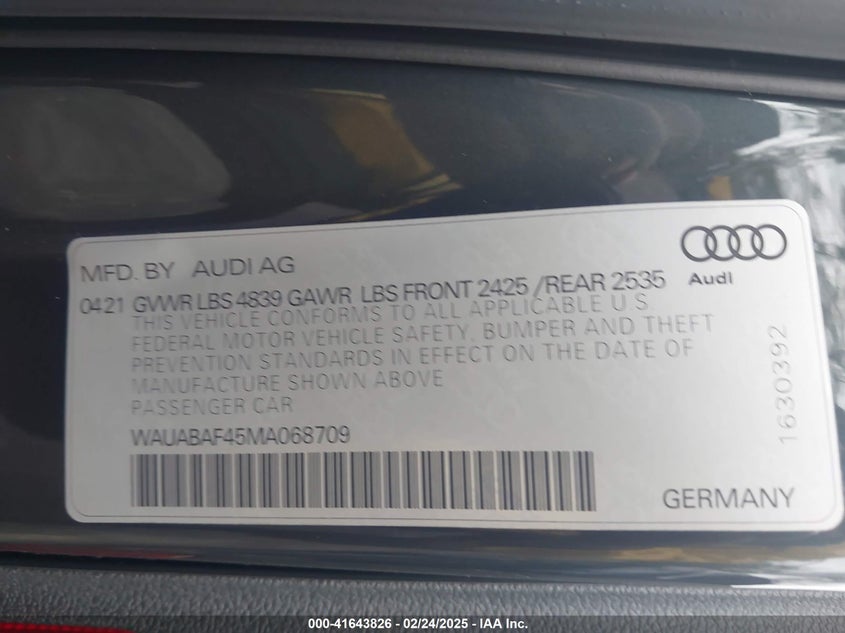 MFD. BY AUDI AG
Audi
0421 GVWR LBS 4839 GAWR LBS FRONT 2425 /REAR 2535
THIS VEHICLE CONFORMS TO ALL APPLICABLE U.S.
FEDERAL MOTOR VEHICLE SAFETY, BUMPER AND THEFT
PREVENTION STANDARDS IN EFFECT ON THE DATE OF
MANUFACTURE SHOWN ABOVE
PASSENGER CAR
WAUABAF45MA068709
1630392
GERMANY
000-41643826 - 02/24/2025 - IAA Inc.